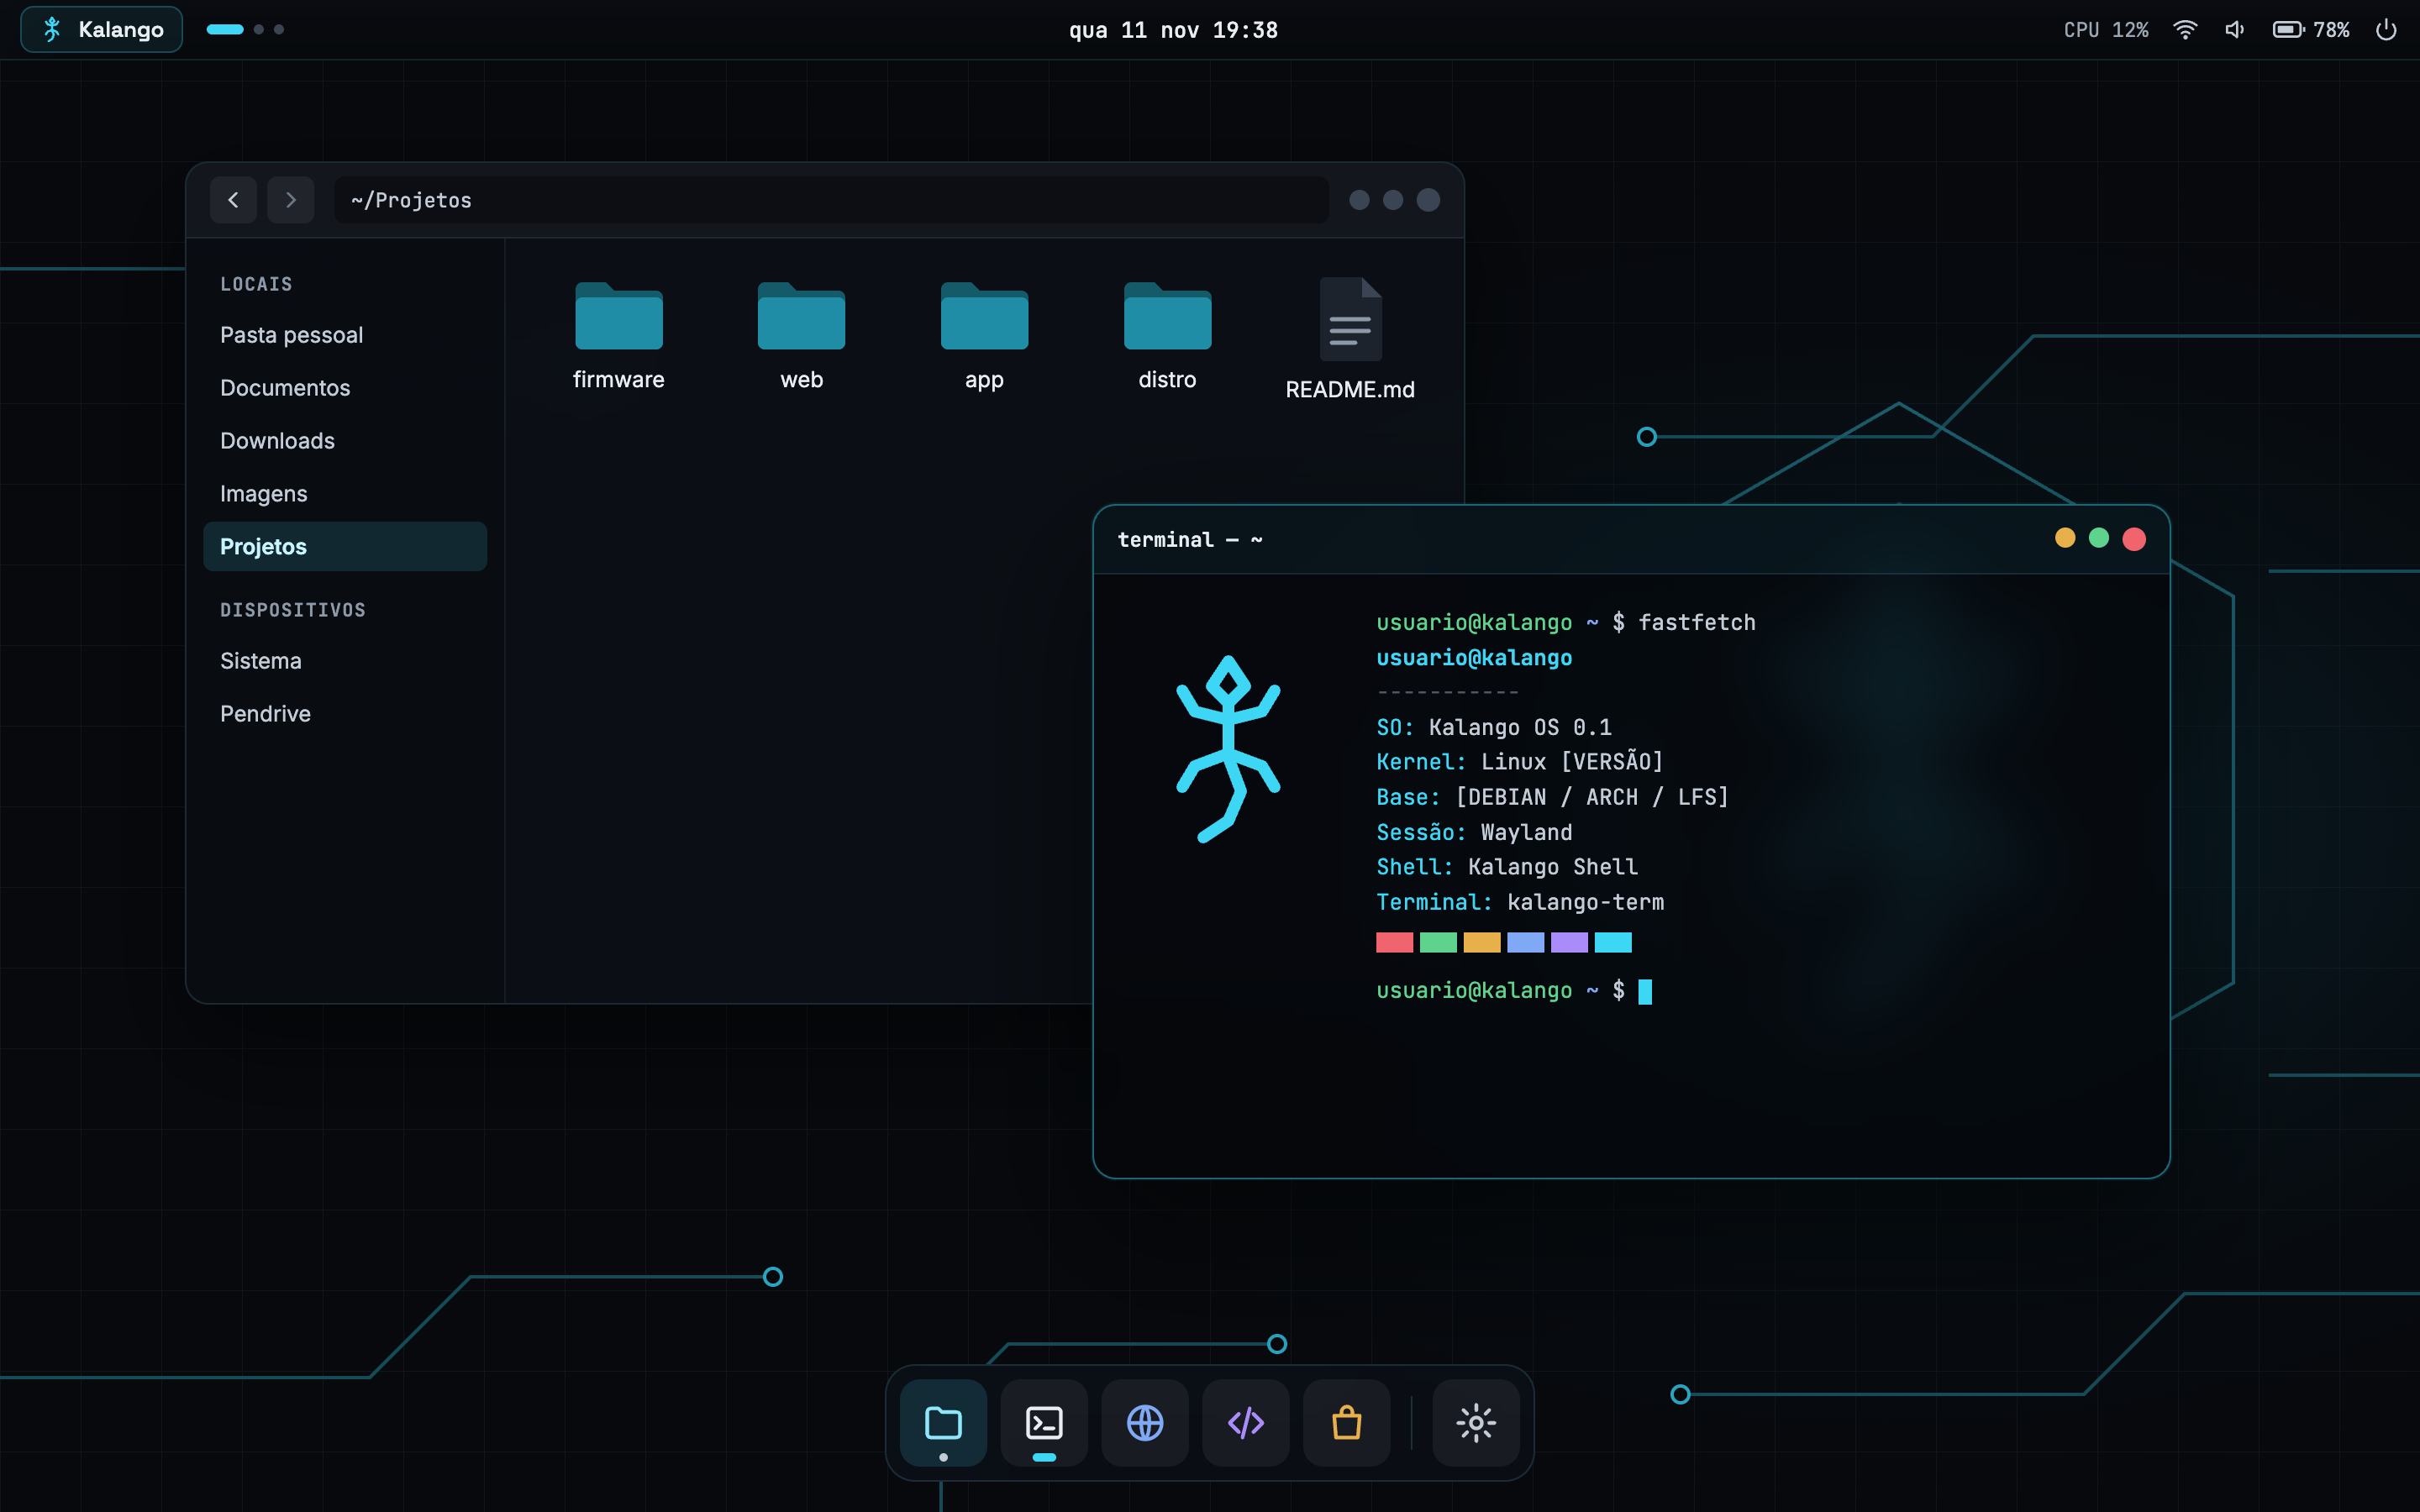 Kalango
qua 11 nov 19:38
CPU 12%
78%
~/Projetos
LOCAIS
Pasta pessoal
Documentos
Downloads
Imagens
Projetos
DISPOSITIVOS
Sistema
Pendrive
firmware
web
app
distro
README.md
terminal — ~
usuario@kalango ~ $ fastfetch
usuario@kalango
-----------
SO: Kalango OS 0.1
Kernel: Linux [VERSÃO]
Base: [DEBIAN / ARCH / LFS]
Sessão: Wayland
Shell: Kalango Shell
Terminal: kalango-term
usuario@kalango ~ $